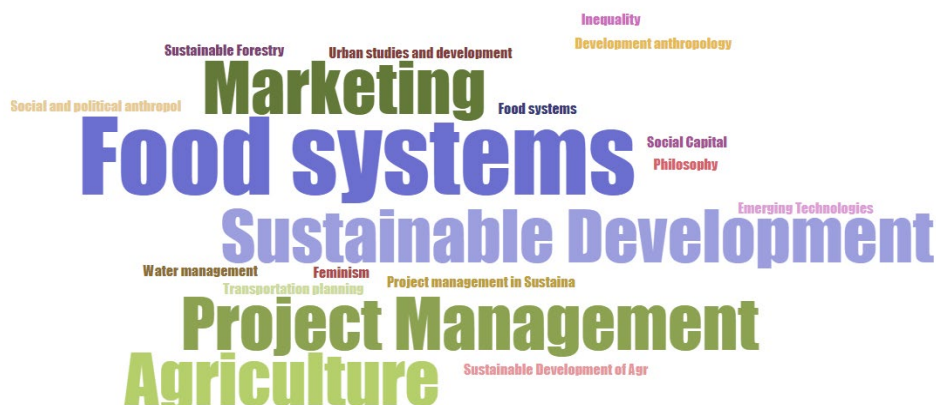 Inequality
Development anthropology
Sustainable Forestry
Urban studies and development
Marketing
Social and political anthropol
Food systems
Food systems
Social Capital
Philosophy
Emerging Technologies
Sustainable Development
Water management
Feminism
Project management in Sustaina
Transportation planning
Project Management
Agriculture
Sustainable Development of Agr